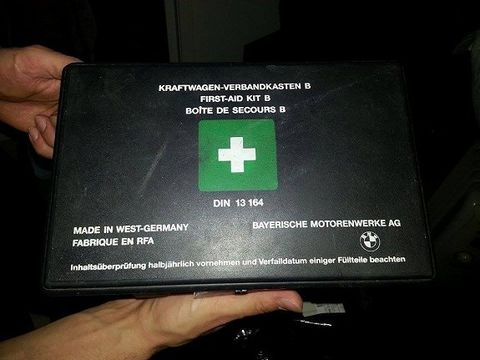 KRAFTWAGEN-VERBANDKASTEN B
FIRST-AID KIT B
BOÎTE DE SECOURS B
DIN 13 164
MADE IN WEST-GERMANY
FABRIQUE EN RFA
BAYERISCHE MOTORENWERKE AG
BMW
Inhaltsüberprüfung halbjährlich vornehmen und Verfalldatum einiger Füllteile beachten